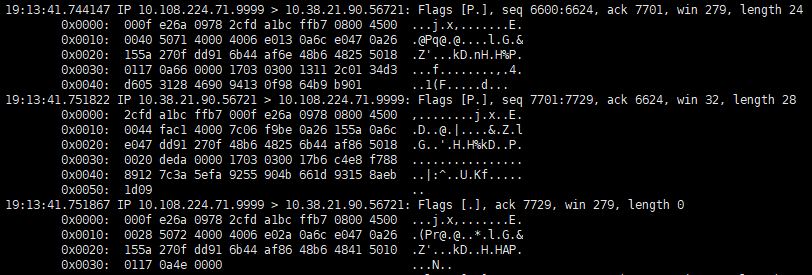 19:13:41.744147 IP 10.108.224.71.9999 > 10.38.21.90.56721: Flags [P.], seq 6600:6624, ack 7701, win 279, length 24
0x0000: 000f e26a 0978 2cfd a1bc ffb7 0800 4500 ...j.x,.......E.
0x0010: 0040 5071 4000 4006 e013 0a6c e047 0a26 .@Pq@.@....l.G.&
0x0020: 155a 270f dd91 6b44 af6e 48b6 4825 5018 .Z'...kD.nH.H%P.
0x0030: 0117 0a66 0000 1703 0300 1311 2c01 34d3 ...f........,.4.
0x0040: d605 3128 4690 9413 0f98 64b9 b901 ..1(F.....d...
19:13:41.751822 IP 10.38.21.90.56721 > 10.108.224.71.9999: Flags [P.], seq 7701:7729, ack 6624, win 32, length 28
0x0000: 2cfd a1bc ffb7 000f e26a 0978 0800 4500 ,........j.x..E.
0x0010: 0044 fac1 4000 7c06 f9be 0a26 155a 0a6c .D..@.|....&.Z.l
0x0020: e047 dd91 270f 48b6 4825 6b44 af86 5018 .G..'.H.H%kD..P.
0x0030: 0020 deda 0000 1703 0300 17b6 c4e8 f788 ................
0x0040: 8912 7c3a 5efa 9255 904b 661d 9315 8aeb ..|:^..U.Kf.....
0x0050: 1d09 ..
19:13:41.751867 IP 10.108.224.71.9999 > 10.38.21.90.56721: Flags [.], ack 7729, win 279, length 0
0x0000: 000f e26a 0978 2cfd a1bc ffb7 0800 4500 ...j.x,.......E.
0x0010: 0028 5072 4000 4006 e02a 0a6c e047 0a26 .(Pr@.@..*.l.G.&
0x0020: 155a 270f dd91 6b44 af86 48b6 4841 5010 .Z'...kD..H.HAP.
0x0030: 0117 0a4e 0000 ...N..